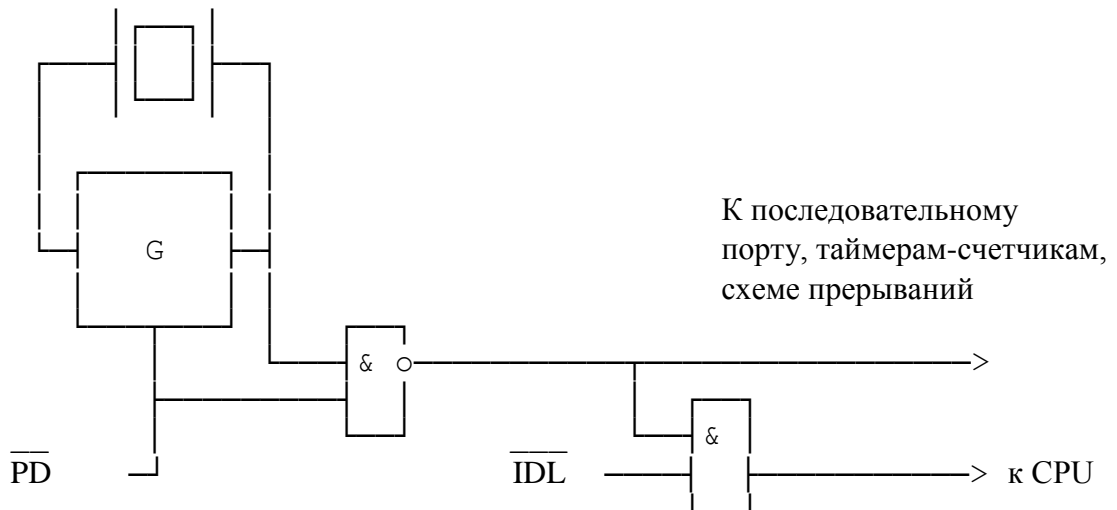 К последовательному
порту, таймерам-счетчикам,
схеме прерываний
G
&
&
PD
IDL
к CPU